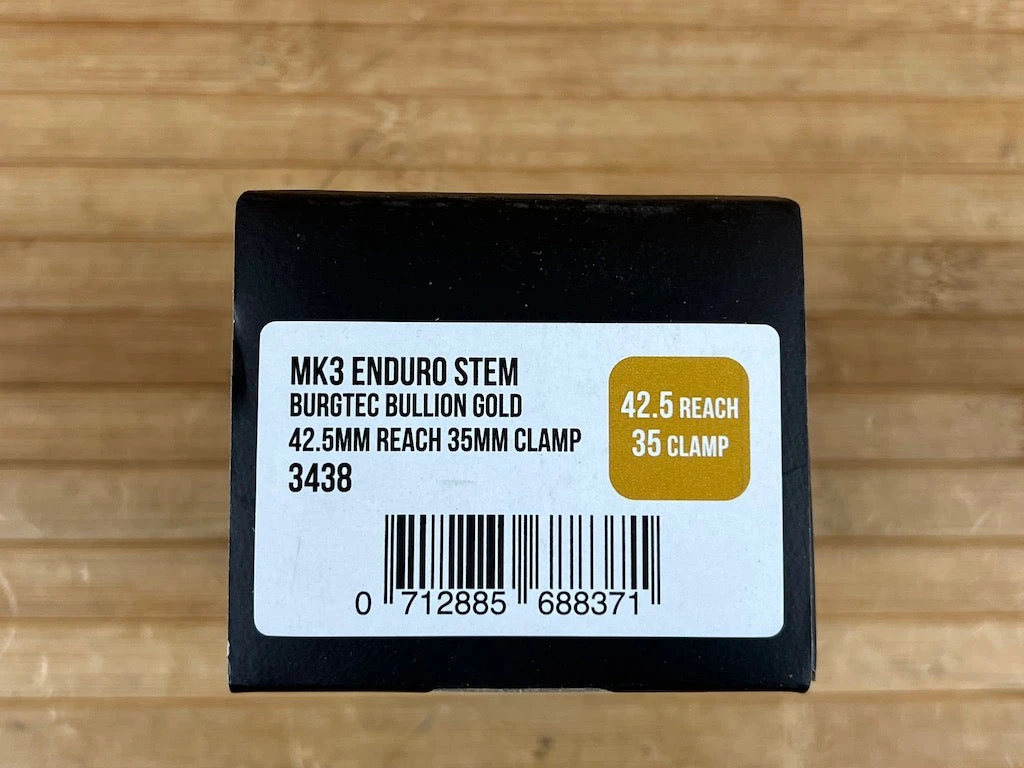 MK3 ENDURO STEM
BURGTEC BULLION GOLD
42.5MM REACH 35MM CLAMP
3438
42.5 REACH
35 CLAMP
0 712885 688371